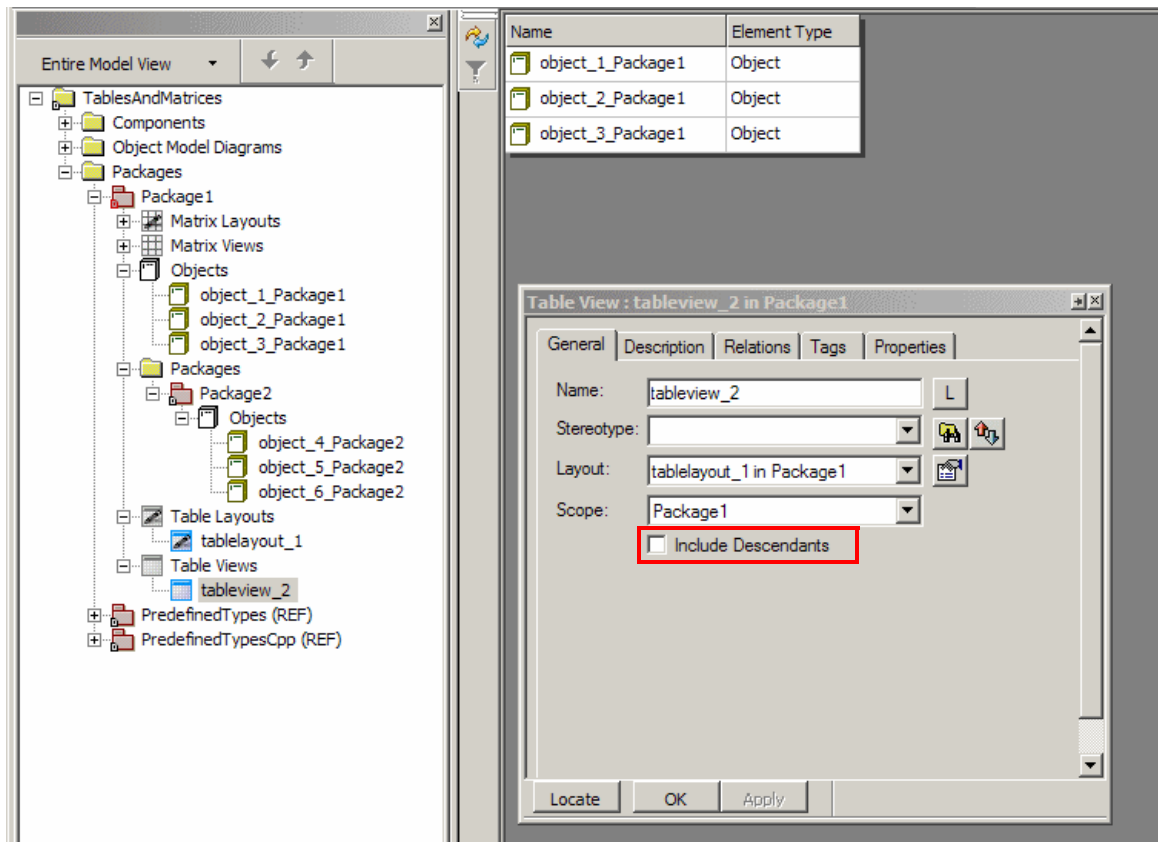 Entire Model View
TablesAndMatrices
Components
Object Model Diagrams
Packages
Package1
Matrix Layouts
Matrix Views
Objects
object_1_Package1
object_2_Package1
object_3_Package1
Packages
Package2
Objects
object_4_Package2
object_5_Package2
object_6_Package2
Table Layouts
tablelayout_1
Table Views
tableview_2
PredefinedTypes (REF)
PredefinedTypesCpp (REF)
Name Element Type
object_1_Package1 Object
object_2_Package1 Object
object_3_Package1 Object
Table View : tableview_2 in Package1
General Description Relations Tags Properties
Name: tableview_2 L
Stereotype:
Layout: tablelayout_1 in Package1
Scope: Package1
Include Descendants
Locate OK Apply